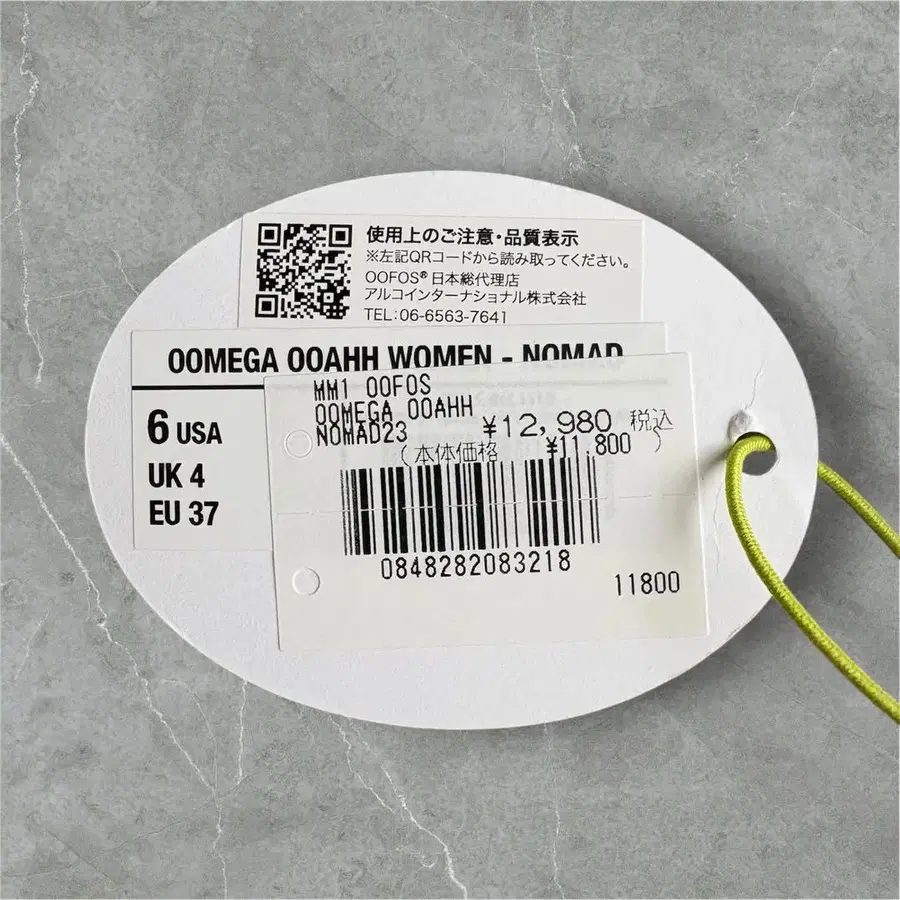 使用上のご注意・品質表示
※左記QRコードから読み取ってください。
OOFOS® 日本総代理店
アルコインターナショナル株式会社
TEL:06-6563-7641
OOMEGA OOAHH WOMEN - NOMAD
6 USA
UK 4
EU 37
MM1 OOFOS
OOMEGA OOAHH
NOMAD23 ¥12,980 税込
(本体価格 ¥11,800 )
0848282083218
11800